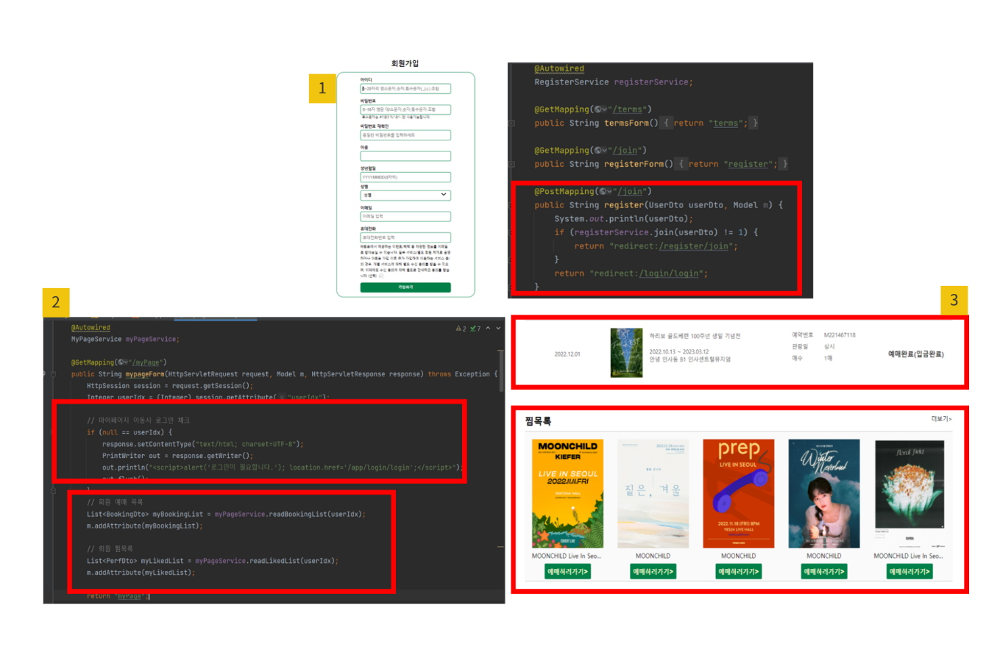 회원가입
1
아이디
5~20자리 영소문자,숫자,특수문자(_),(-) 조합
비밀번호
8~16자 영문 대/소문자,숫자,특수문자 조합
비밀번호 재확인
동일한 비밀번호를 입력하세요
이름
생년월일
YYYYMMDD(8자리)
성별
성별
이메일
이메일 입력
휴대전화
휴대전화번호 입력
가입하기
@Autowired
RegisterService registerService;
@GetMapping("/terms")
public String termsForm() { return "terms"; }
@GetMapping("/join")
public String registerForm() { return "register"; }
@PostMapping("/join")
public String register(UserDto userDto, Model m) {
System.out.println(userDto);
if (registerService.join(userDto) != 1) {
return "redirect:/register/join";
}
return "redirect:/login/login";
}
2
@Autowired
2 7
MyPageService myPageService;
@GetMapping("/myPage")
public String mypageForm(HttpServletRequest request, Model m, HttpServletResponse response) throws Exception {
HttpSession session = request.getSession();
Integer userIdx = (Integer) session.getAttribute( "userIdx");
// 마이페이지 이동시 로그인 체크
if (null == userIdx) {
response.setContentType("text/html; charset=UTF-8");
PrintWriter out = response.getWriter();
out.println("<script>alert('로그인이 필요합니다.'); location.href='/app/login/login';</script>");
out.flush();
}
// 회원 예매 목록
List<BookingDto> myBookingList = myPageService.readBookingList(userIdx);
m.addAttribute(myBookingList);
// 회원 찜목록
List<PerfDto> myLikedList = myPageService.readLikedList(userIdx);
m.addAttribute(myLikedList);
return "myPage";
3
2022.12.01
하리보 골드베렌 100주년 생일 기념전
2022.10.13 ~ 2023.03.12
안녕 인사동 B1 인사센트럴뮤지엄
예약번호 M221467118
관람일 상시
매수 1매
예매완료(입금완료)
찜목록
더보기>
MOONCHILD
KIEFER
LIVE IN SEOUL
2022.11.11.FRI
짙은, 겨울
prep
LIVE IN SEOUL
2022.11.18 (FRI) 8PM
YES24 LIVE HALL
Winter
Neverland
floral field
MOONCHILD Live In Seo...
MOONCHILD
MOONCHILD
MOONCHILD
MOONCHILD Live In Seo...
예매하러가기>
예매하러가기>
예매하러가기>
예매하러가기>
예매하러가기>